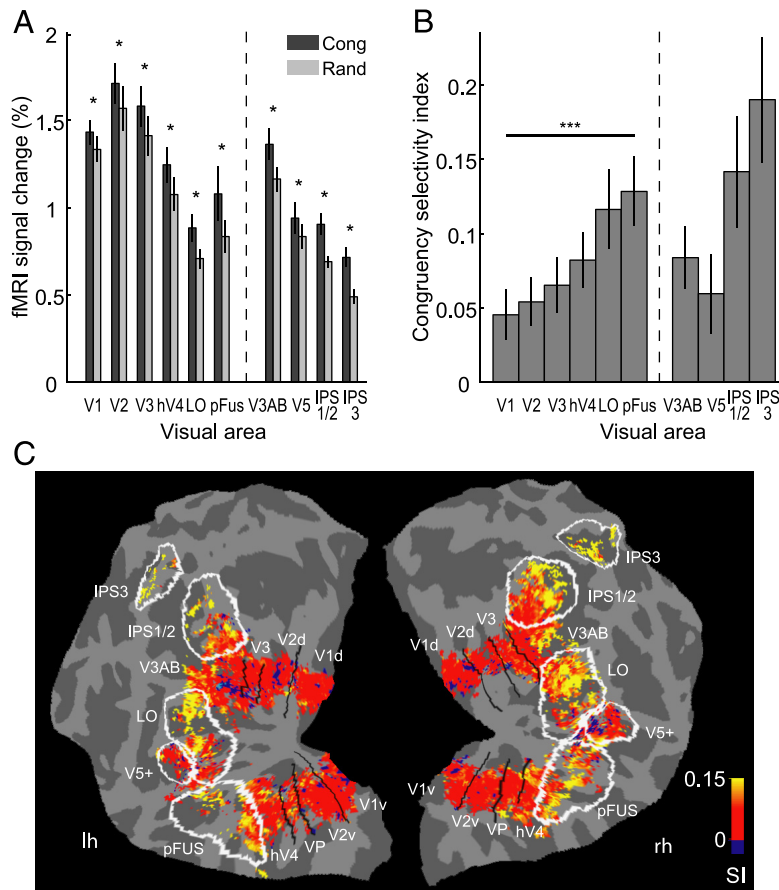 A
fMRI signal change (%)
2
1.5
1
0.5
0
Cong
Rand
* * * * * * * * * *
V1 V2 V3 hV4 LO pFus V3AB V5 IPS 1/2 IPS 3
Visual area
B
Congruency selectivity index
0.2
0.15
0.1
0.05
0
***
V1 V2 V3 hV4 LO pFus V3AB V5 IPS 1/2 IPS 3
Visual area
C
IPS3
IPS1/2
V3AB
V3
V2d
V1d
LO
V5+
pFUS
hV4
VP
V2v
V1v
lh
IPS3
IPS1/2
V3
V2d
V1d
V3AB
LO
V5+
V1v
V2v
VP
hV4
pFUS
rh
0.15
0
SI